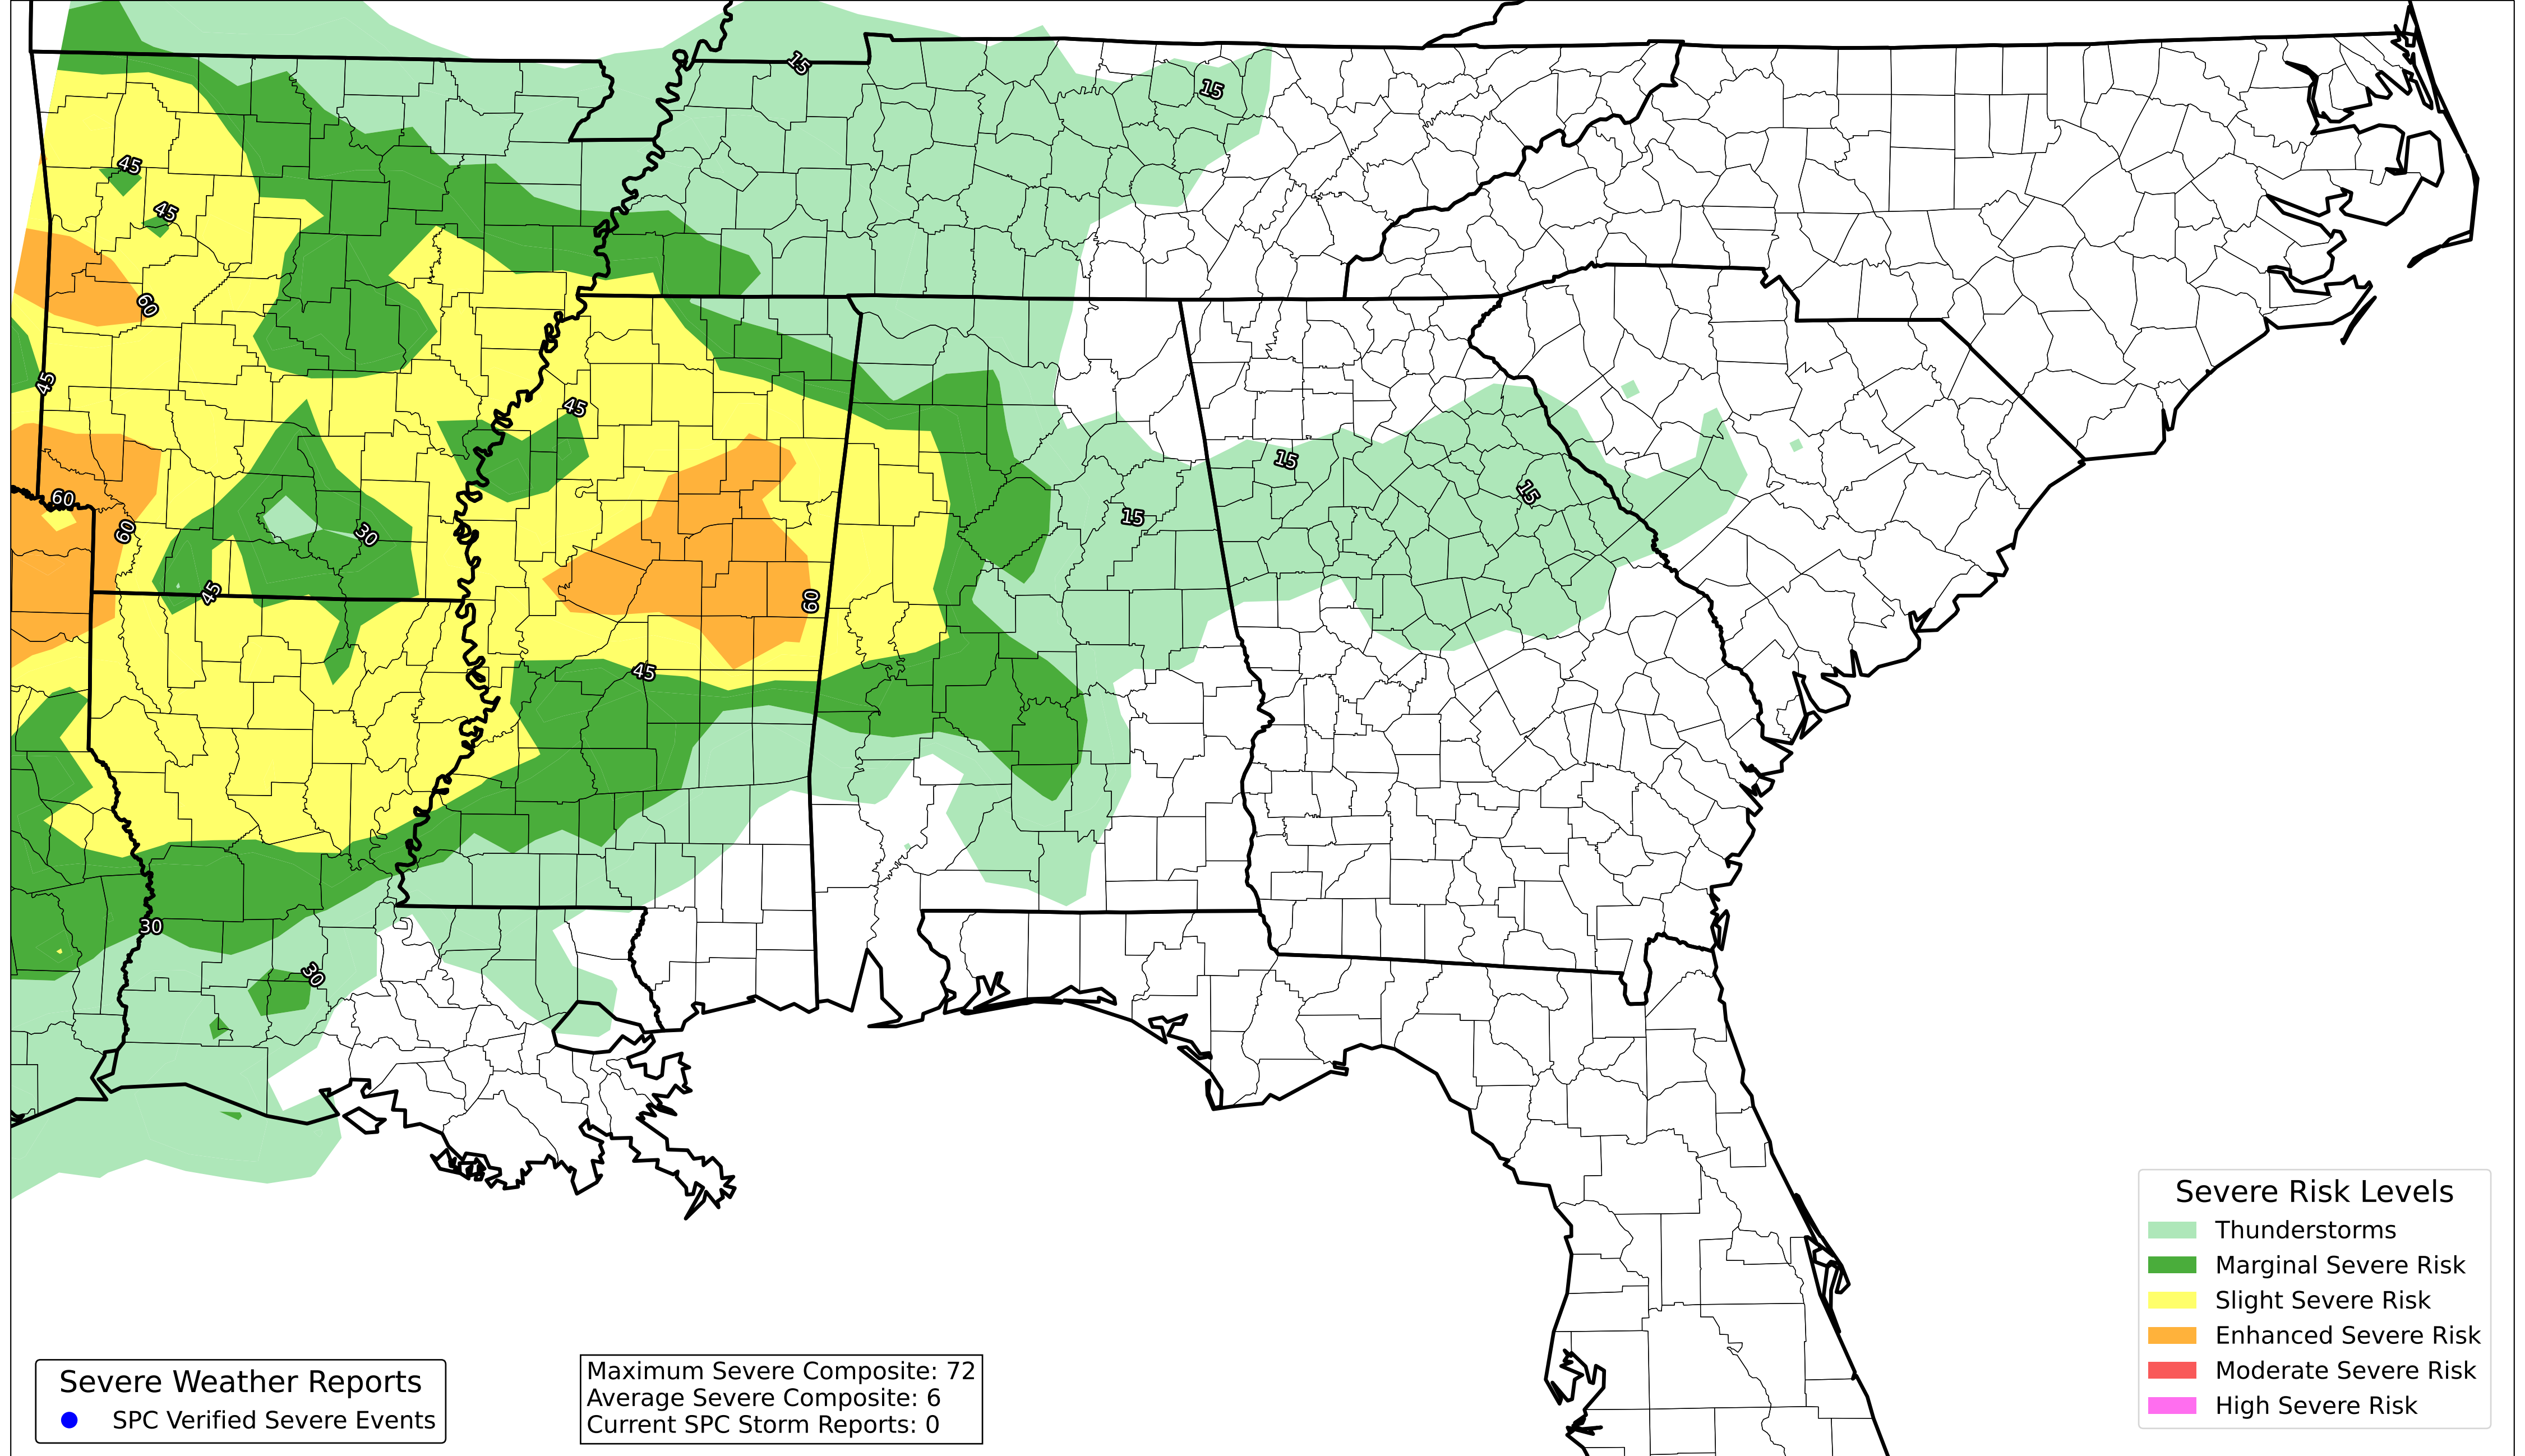 15
15
45
45
60
45
45
15
60
15
15
60
30
45
60
45
30
30
Severe Risk Levels
Thunderstorms
Marginal Severe Risk
Slight Severe Risk
Enhanced Severe Risk
Moderate Severe Risk
High Severe Risk
Severe Weather Reports
SPC Verified Severe Events
Maximum Severe Composite: 72
Average Severe Composite: 6
Current SPC Storm Reports: 0